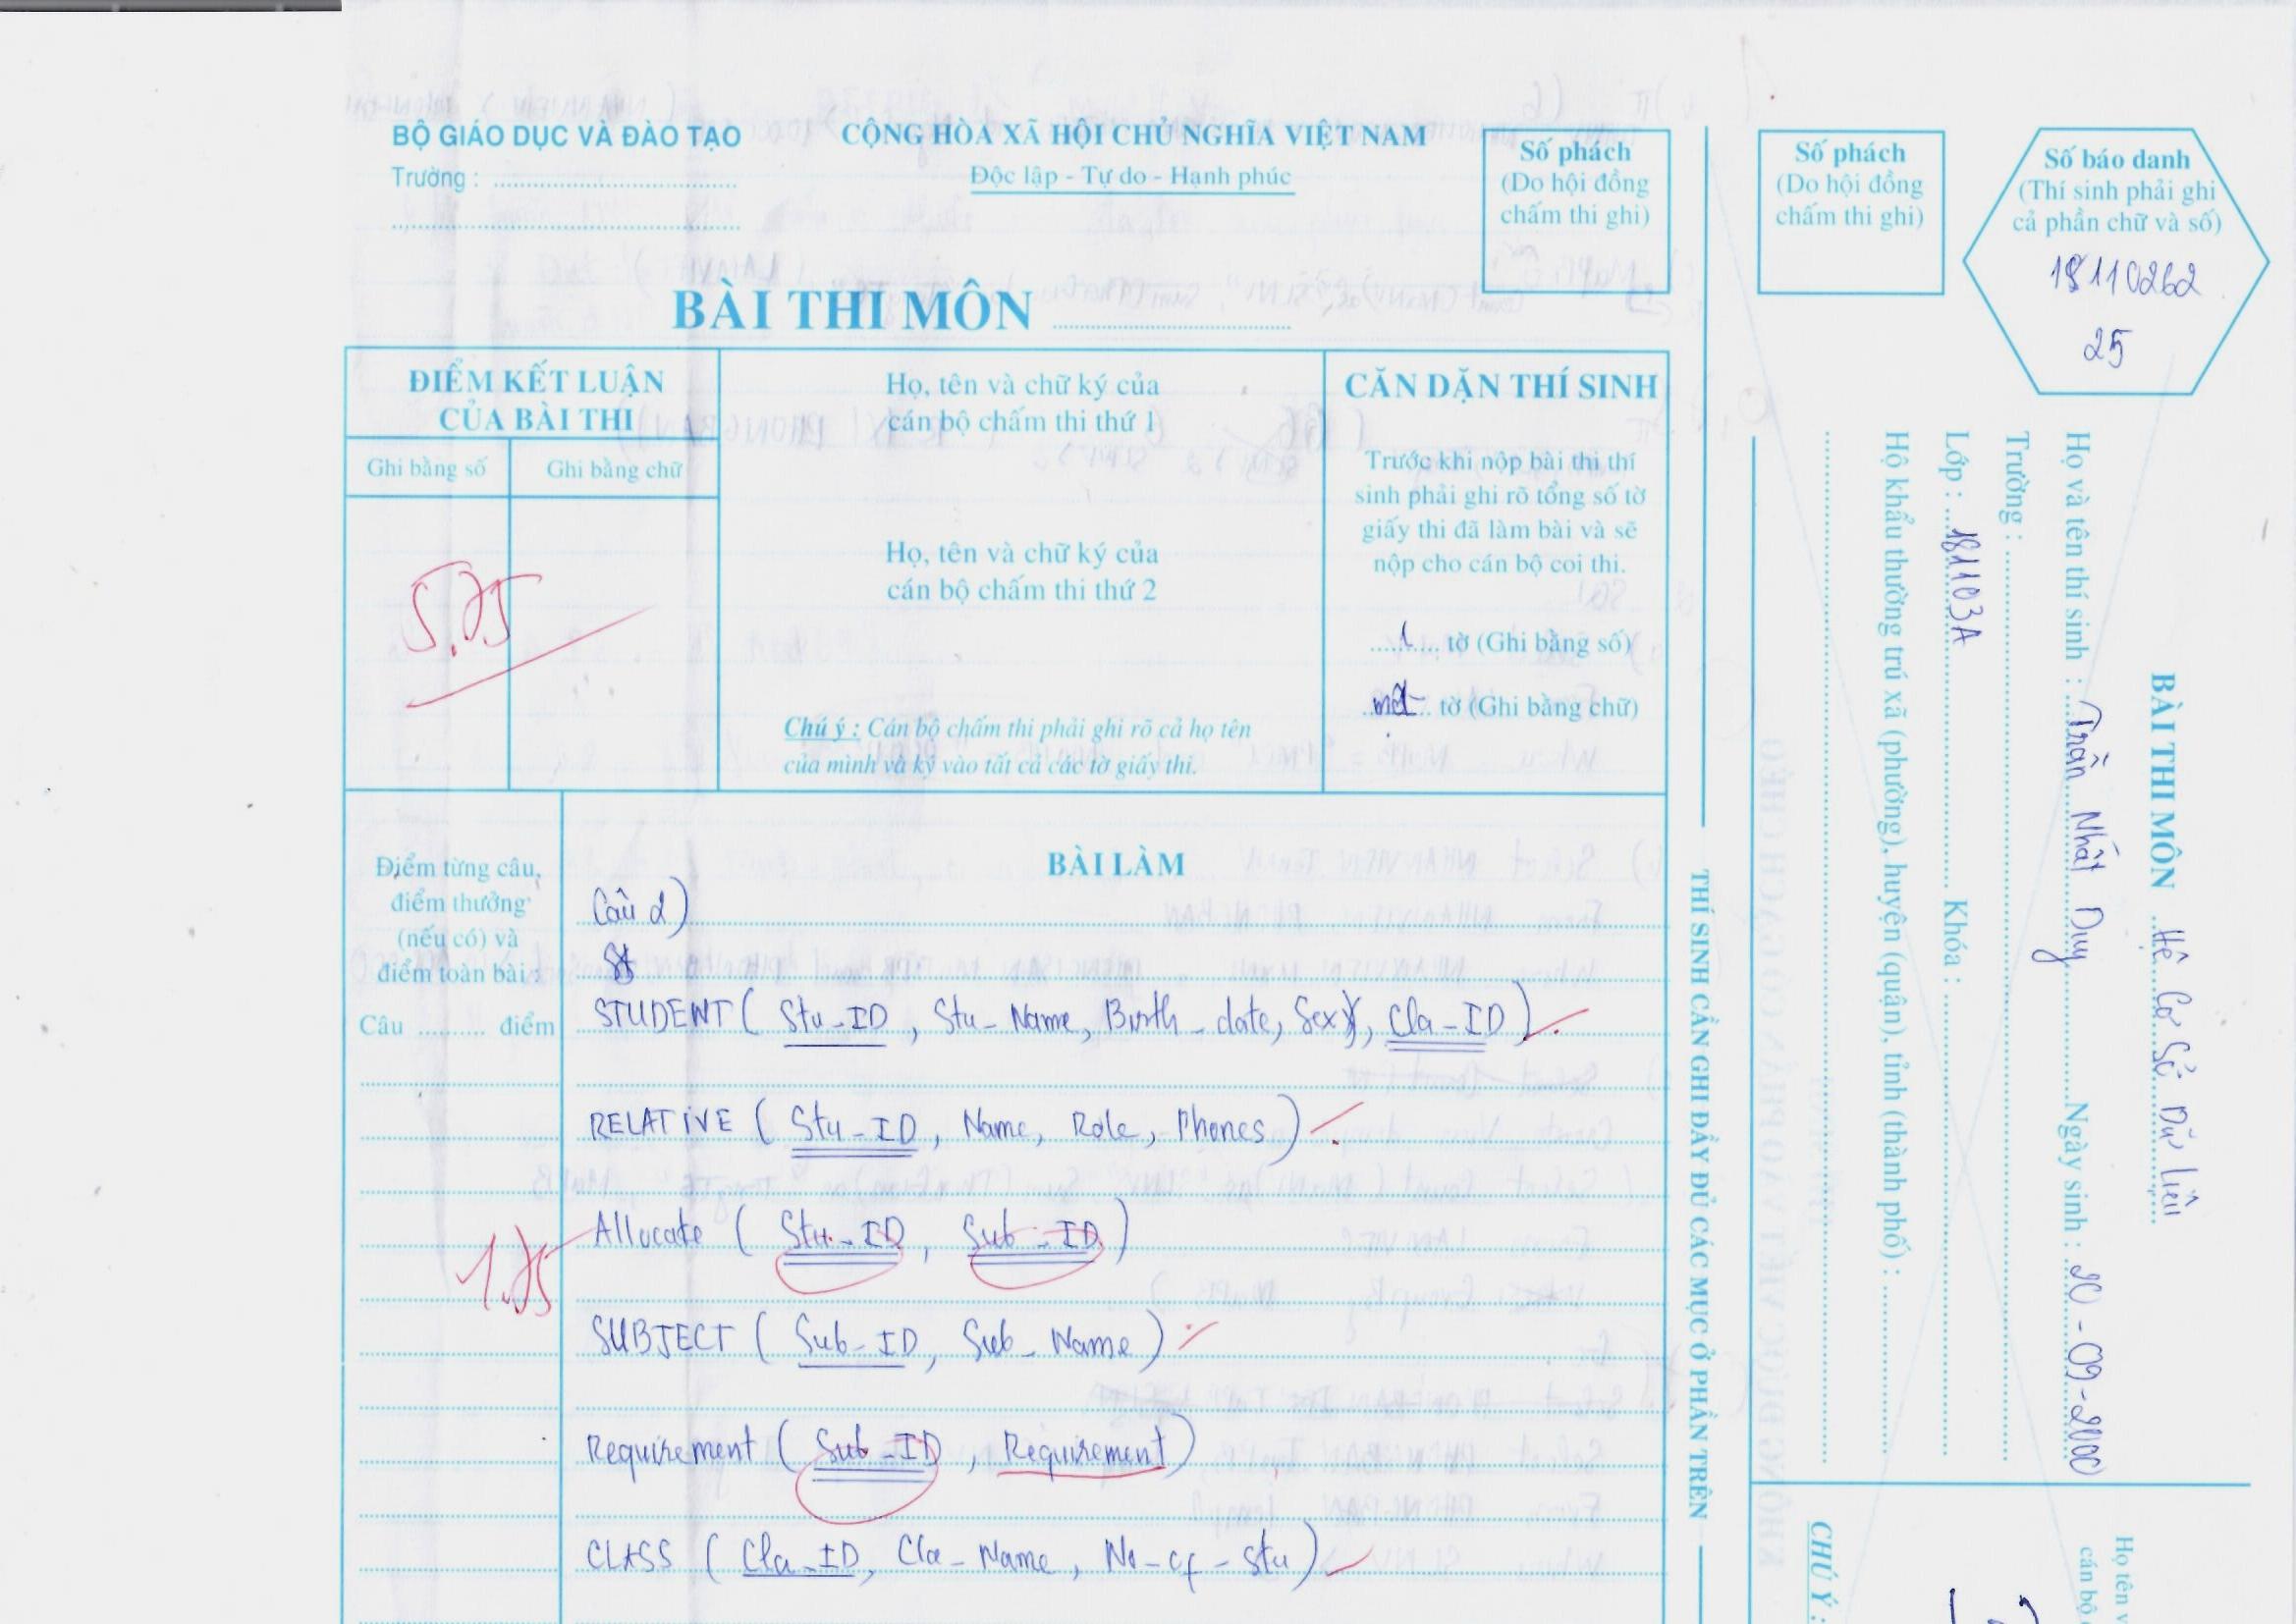 BỘ GIÁO DỤC VÀ ĐÀO TẠO
Trường :
CỘNG HÒA XÃ HỘI CHỦ NGHĨA VIỆT NAM
Độc lập - Tự do - Hạnh phúc
Số phách
(Do hội đồng
chấm thi ghi)
BÀI THI MÔN
ĐIỂM KẾT LUẬN
CỦA BÀI THI
Ghi bằng số
Ghi bằng chữ
5.75
Họ, tên và chữ ký của
cán bộ chấm thi thứ 1
Họ, tên và chữ ký của
cán bộ chấm thi thứ 2
Chú ý : Cán bộ chấm thi phải ghi rõ cả họ tên
của mình và ký vào tất cả các tờ giấy thi.
CĂN DẶN THÍ SINH
Trước khi nộp bài thi thí
sinh phải ghi rõ tổng số tờ
giấy thi đã làm bài và sẽ
nộp cho cán bộ coi thi.
1 tờ (Ghi bằng số)
một tờ (Ghi bằng chữ)
Điểm từng câu,
điểm thưởng
(nếu có) và
điểm toàn bài :
Câu .......... điểm
1.75
BÀI LÀM
Câu 2)
STUDENT ( Stu_ID , Stu_Name, Birth_date, Sex, Cla_ID )
RELATIVE ( Stu_ID , Name, Role, Phones )
Allocate ( Stu_ID , Sub_ID )
SUBJECT ( Sub_ID, Sub_Name )
Requirement ( Sub_ID , Requirement )
CLASS ( Cla_ID, Cla_Name , No_of_Stu )
THÍ SINH CẦN GHI ĐẦY ĐỦ CÁC MỤC Ở PHẦN TRÊN
Số phách
(Do hội đồng
chấm thi ghi)
Số báo danh
(Thí sinh phải ghi
cả phần chữ và số)
18110262
25
BÀI THI MÔN Hệ Cơ Sở Dữ Liệu
Họ và tên thí sinh : Trần Nhật Duy Ngày sinh : 20-09-2000
Trường :
Lớp : 181103A Khóa :
Hộ khẩu thường trú xã (phường), huyện (quận), tỉnh (thành phố) :
Họ tên v
cán bộ
CHÚ Ý :